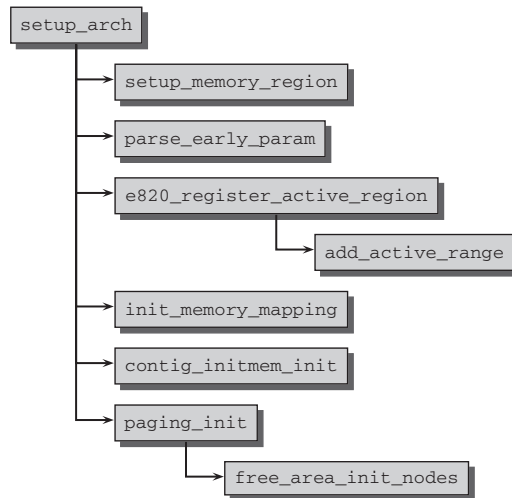 setup_arch
setup_memory_region
parse_early_param
e820_register_active_region
add_active_range
init_memory_mapping
contig_initmem_init
paging_init
free_area_init_nodes